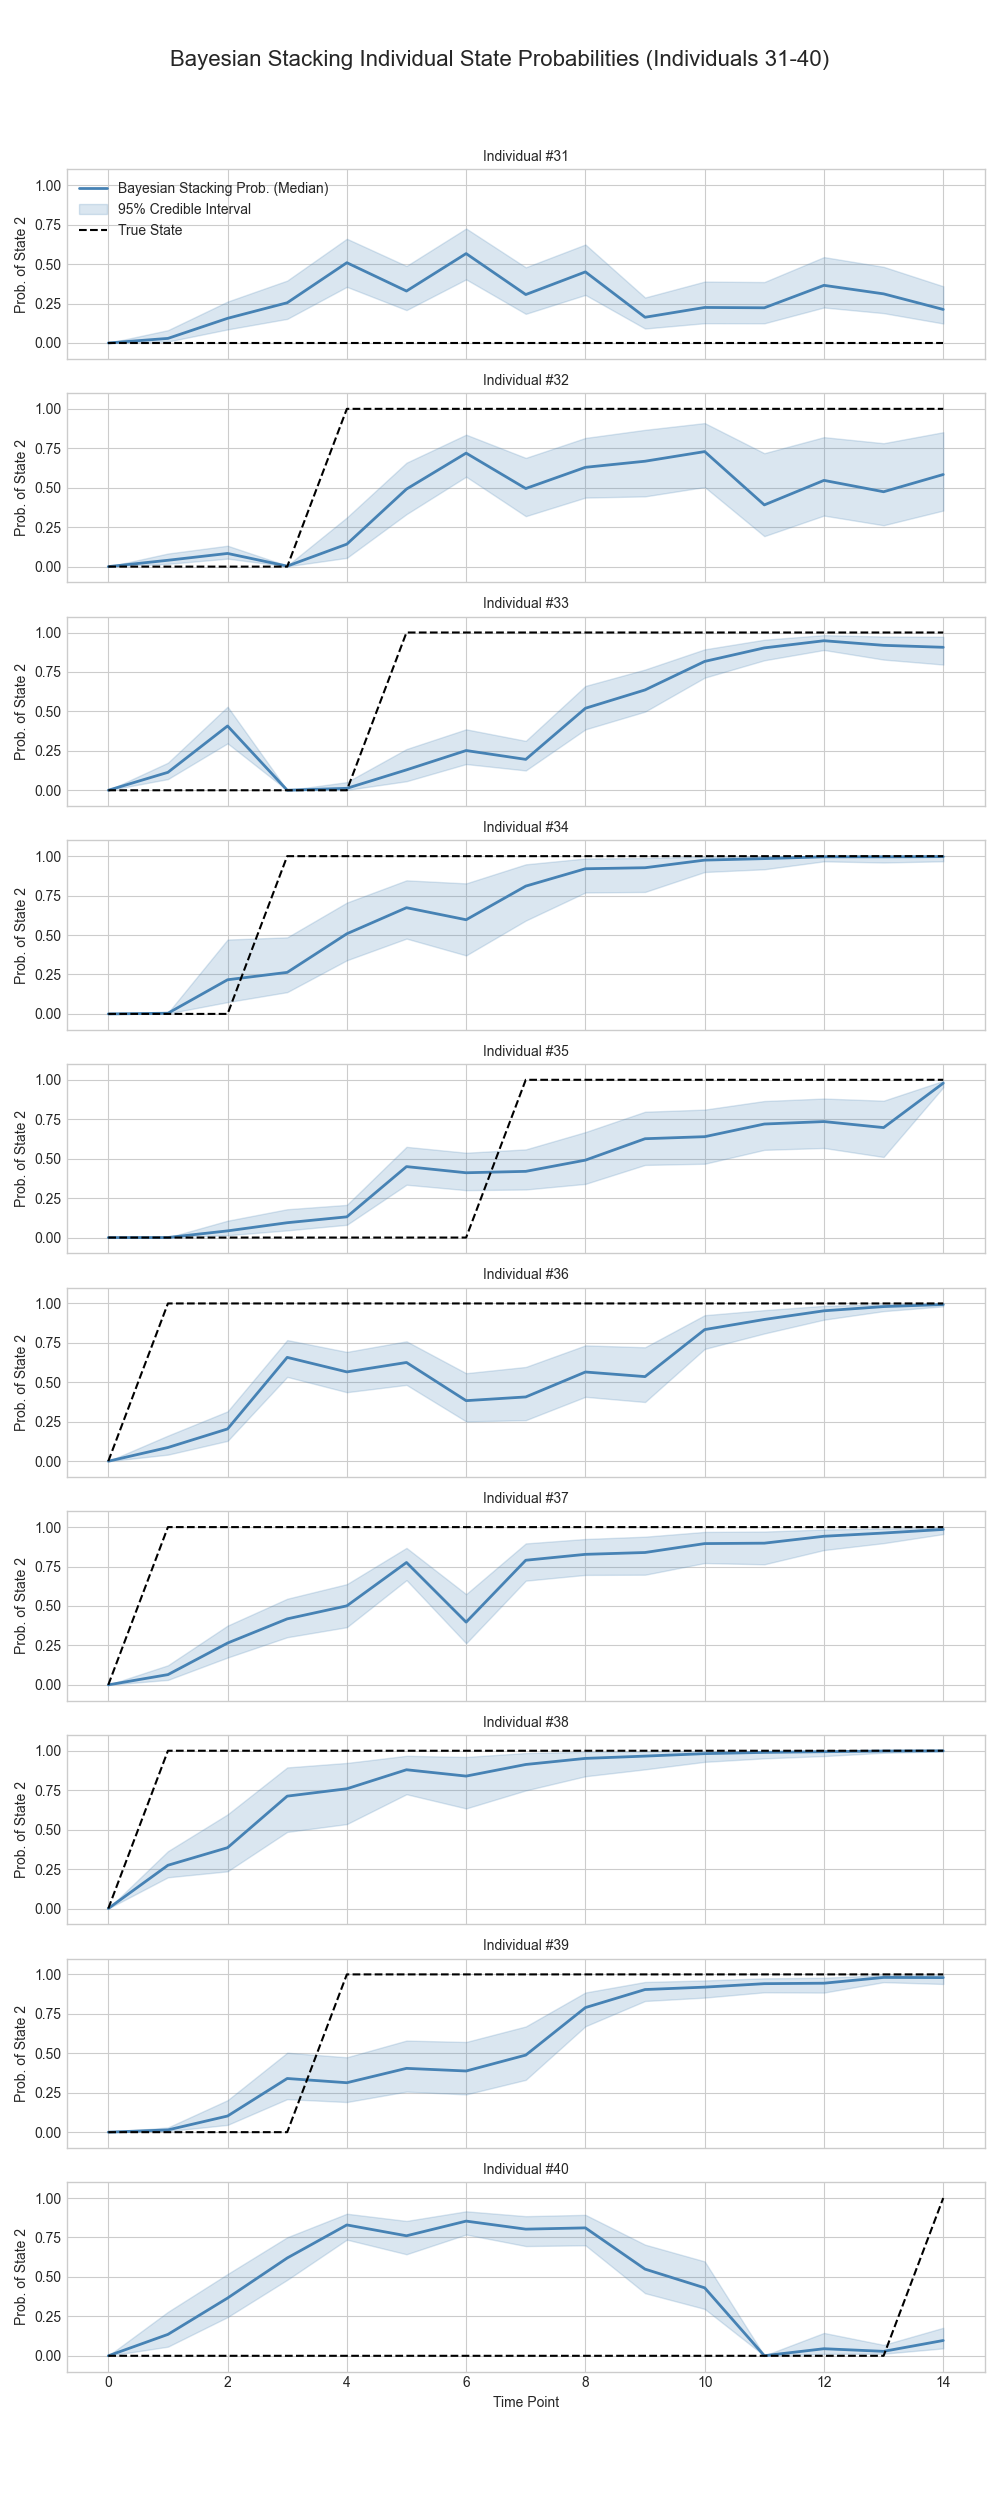 Bayesian Stacking Individual State Probabilities (Individuals 31-40)
Individual #31
Bayesian Stacking Prob. (Median)
95% Credible Interval
True State
Prob. of State 2
1.00
0.75
0.50
0.25
0.00
Individual #32
Prob. of State 2
1.00
0.75
0.50
0.25
0.00
Individual #33
Prob. of State 2
1.00
0.75
0.50
0.25
0.00
Individual #34
Prob. of State 2
1.00
0.75
0.50
0.25
0.00
Individual #35
Prob. of State 2
1.00
0.75
0.50
0.25
0.00
Individual #36
Prob. of State 2
1.00
0.75
0.50
0.25
0.00
Individual #37
Prob. of State 2
1.00
0.75
0.50
0.25
0.00
Individual #38
Prob. of State 2
1.00
0.75
0.50
0.25
0.00
Individual #39
Prob. of State 2
1.00
0.75
0.50
0.25
0.00
Individual #40
Prob. of State 2
1.00
0.75
0.50
0.25
0.00
0 2 4 6 8 10 12 14
Time Point